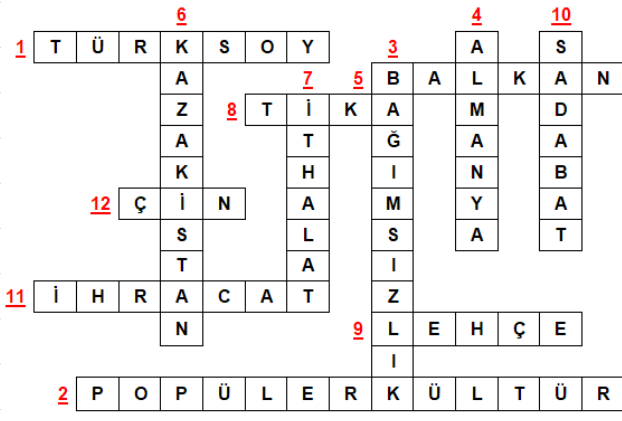 6 4 10
1 T Ü R K S O Y 3 A S
A 7 5 B A L K A N
Z 8 T İ K A M D
A T Ğ A A
K H I N B
12 Ç İ N A M Y A
S L S A T
T A I
11 İ H R A C A T Z
N 9 L E H Ç E
I
2 P O P Ü L E R K Ü L T Ü R